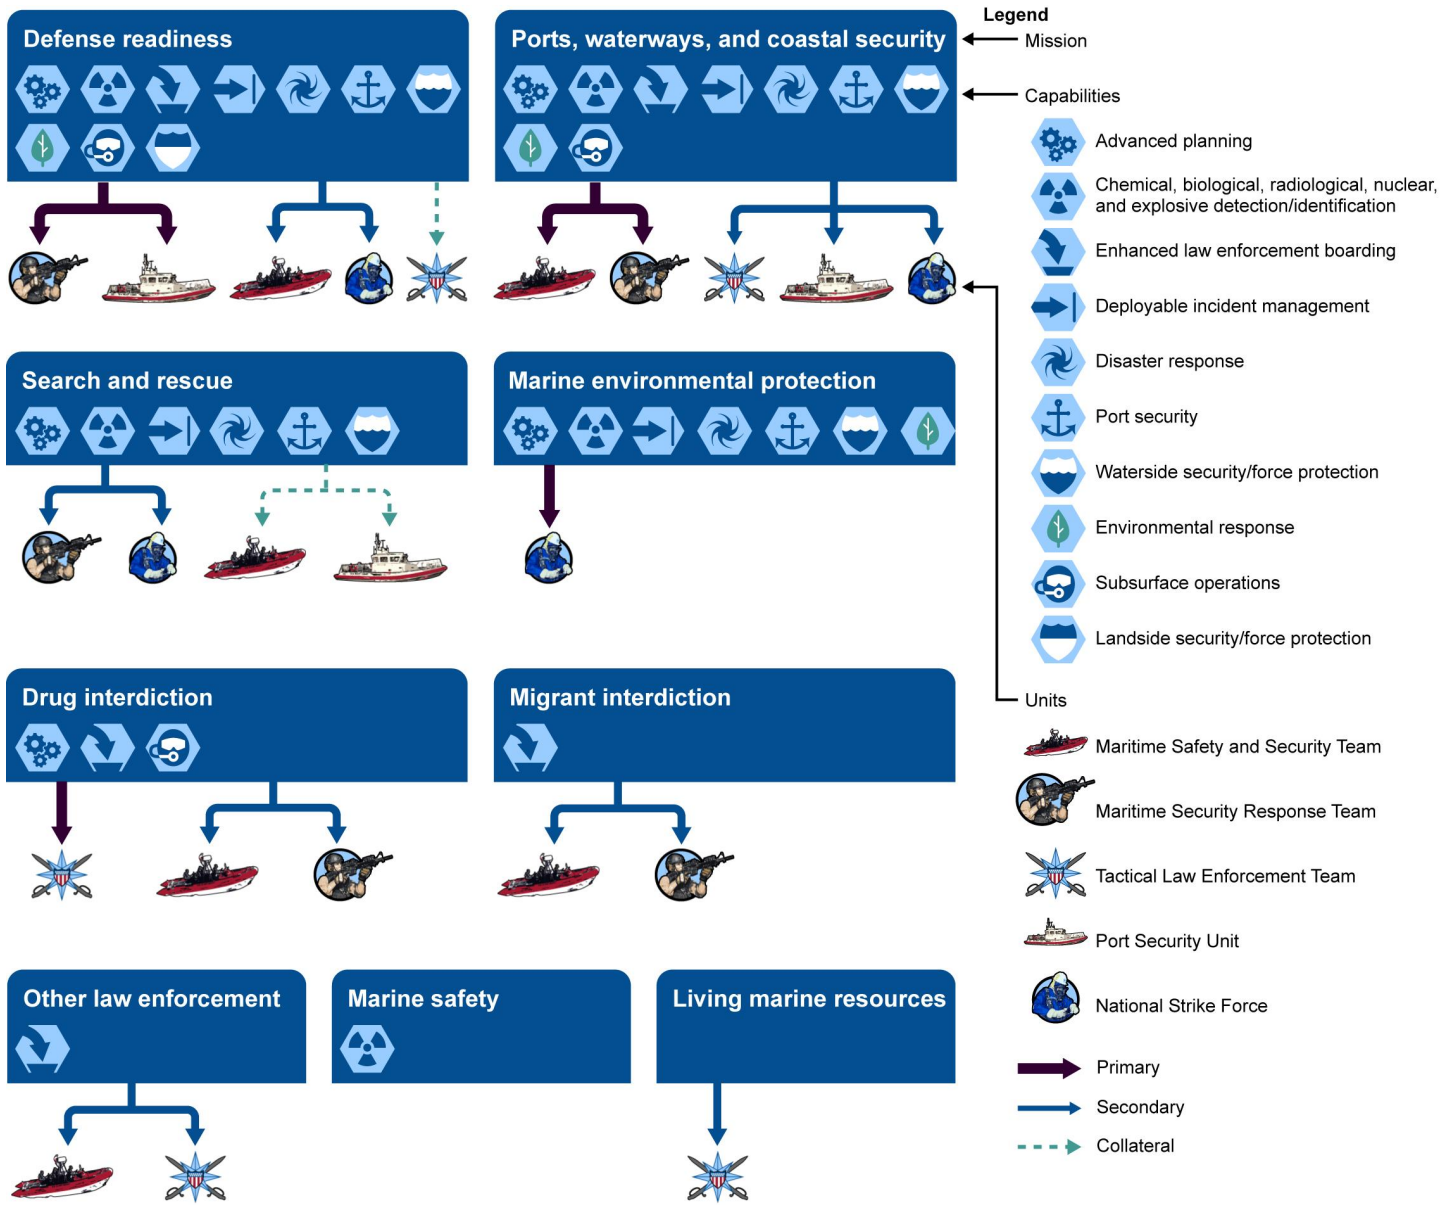 Legend
Defense readiness
Ports, waterways, and coastal security
Mission
Capabilities
Advanced planning
Chemical, biological, radiological, nuclear,
and explosive detection/identification
Enhanced law enforcement boarding
Deployable incident management
Disaster response
Port security
Waterside security/force protection
Environmental response
Subsurface operations
Landside security/force protection
Search and rescue
Marine environmental protection
Drug interdiction
Migrant interdiction
Units
Maritime Safety and Security Team
Maritime Security Response Team
Tactical Law Enforcement Team
Port Security Unit
National Strike Force
Other law enforcement
Marine safety
Living marine resources
Primary
Secondary
Collateral